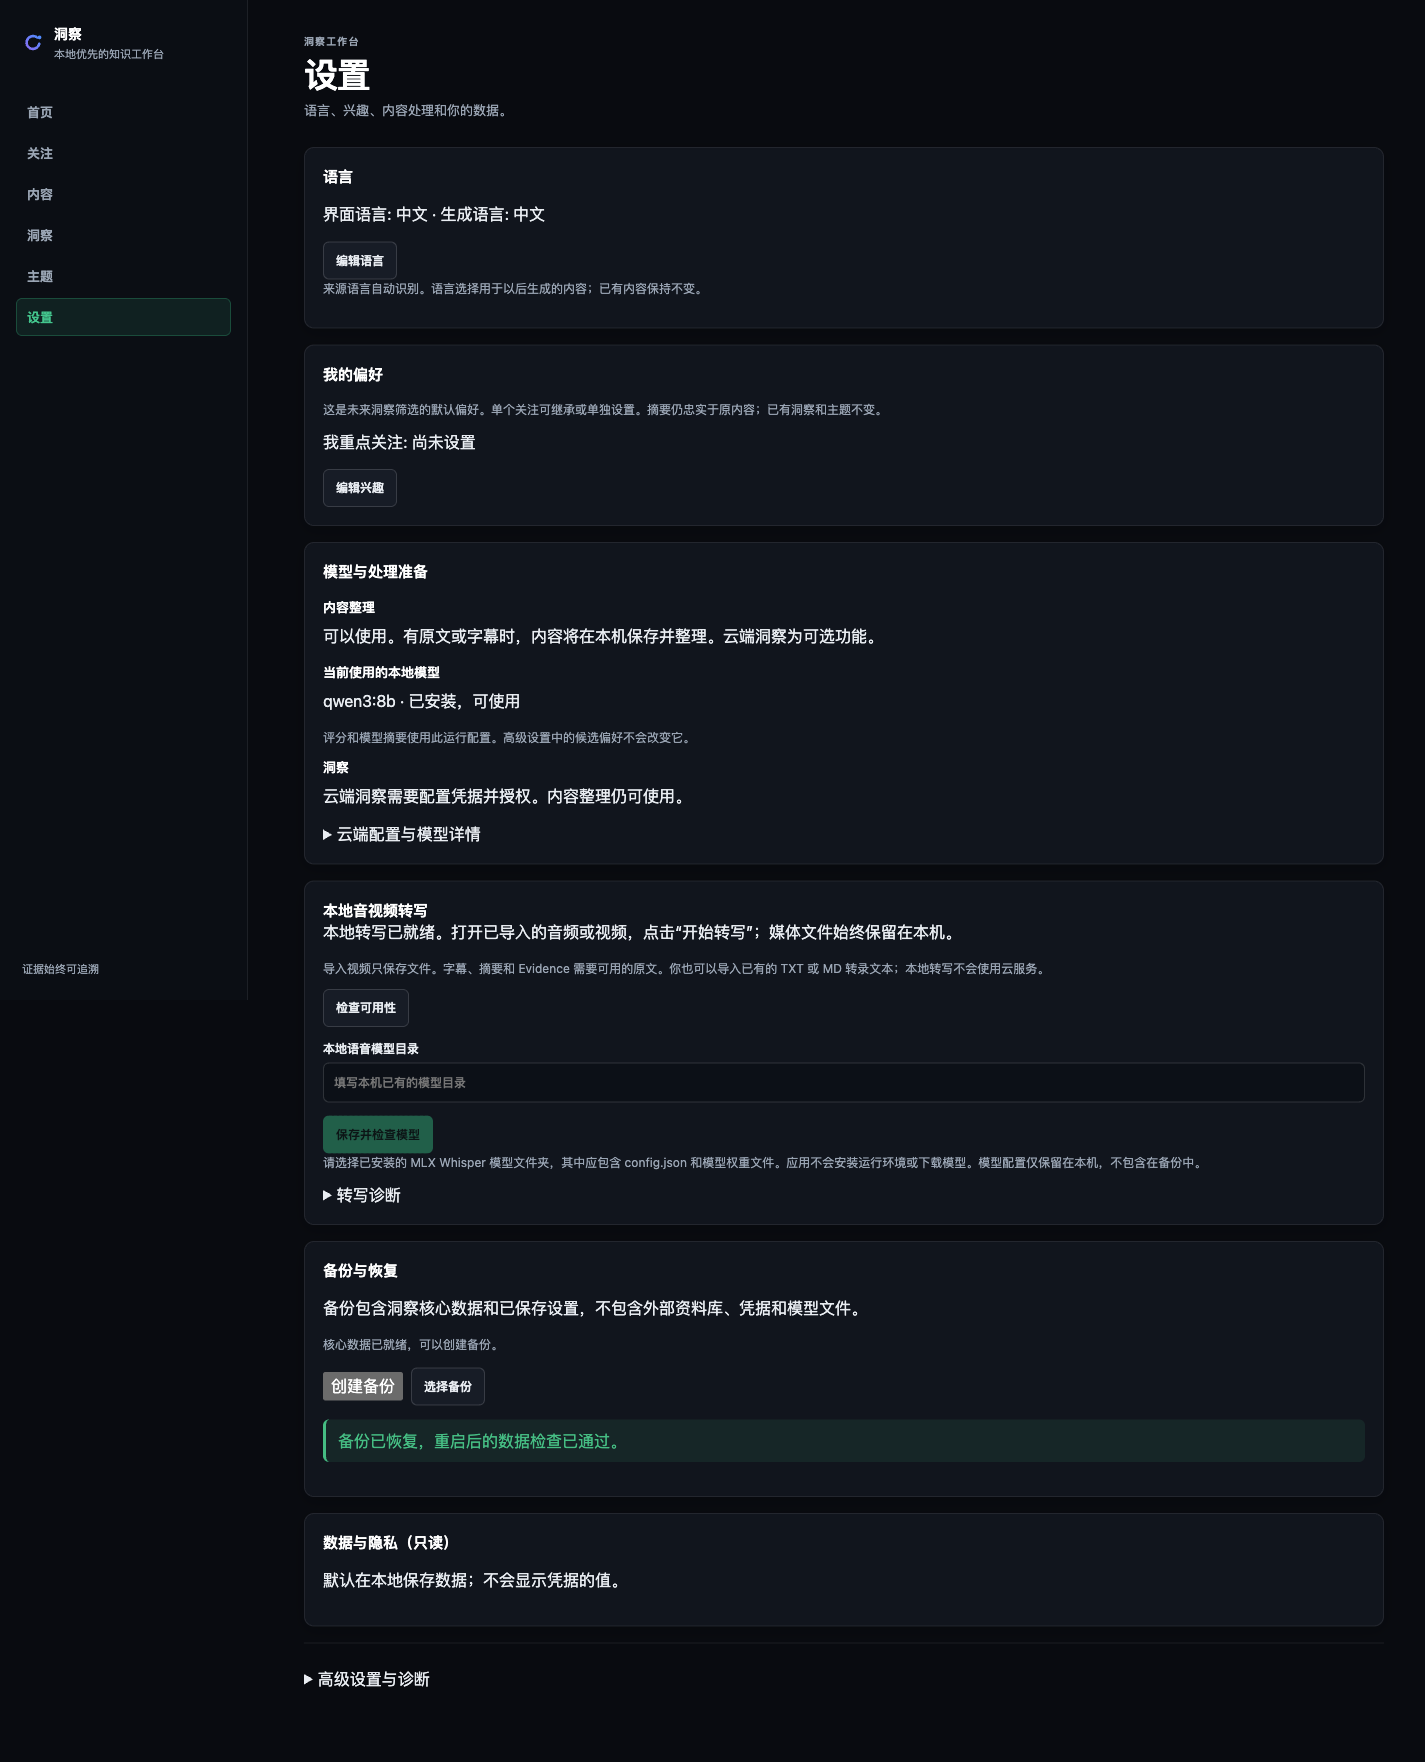 洞察
本地优先的知识工作台
首页
关注
内容
洞察
主题
设置
证据始终可追溯
洞察工作台
设置
语言、兴趣、内容处理和你的数据。
语言
界面语言: 中文 · 生成语言: 中文
编辑语言
来源语言自动识别。语言选择用于以后生成的内容；已有内容保持不变。
我的偏好
这是未来洞察筛选的默认偏好。单个关注可继承或单独设置。摘要仍忠实于原内容；已有洞察和主题不变。
我重点关注: 尚未设置
编辑兴趣
模型与处理准备
内容整理
可以使用。有原文或字幕时，内容将在本机保存并整理。云端洞察为可选功能。
当前使用的本地模型
qwen3:8b · 已安装，可使用
评分和模型摘要使用此运行配置。高级设置中的候选偏好不会改变它。
洞察
云端洞察需要配置凭据并授权。内容整理仍可使用。
▶ 云端配置与模型详情
本地音视频转写
本地转写已就绪。打开已导入的音频或视频，点击“开始转写”；媒体文件始终保留在本机。
导入视频只保存文件。字幕、摘要和 Evidence 需要可用的原文。你也可以导入已有的 TXT 或 MD 转录文本；本地转写不会使用云服务。
检查可用性
本地语音模型目录
填写本机已有的模型目录
保存并检查模型
请选择已安装的 MLX Whisper 模型文件夹，其中应包含 config.json 和模型权重文件。应用不会安装运行环境或下载模型。模型配置仅保留在本机，不包含在备份中。
▶ 转写诊断
备份与恢复
备份包含洞察核心数据和已保存设置，不包含外部资料库、凭据和模型文件。
核心数据已就绪，可以创建备份。
创建备份 选择备份
备份已恢复，重启后的数据检查已通过。
数据与隐私（只读）
默认在本地保存数据；不会显示凭据的值。
▶ 高级设置与诊断